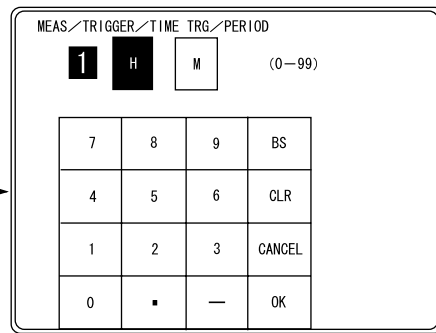 MEAS／TRIGGER／TIME TRG／PERIOD
1 H M (0－99)
7 8 9 BS
4 5 6 CLR
1 2 3 CANCEL
0 ▪ － OK